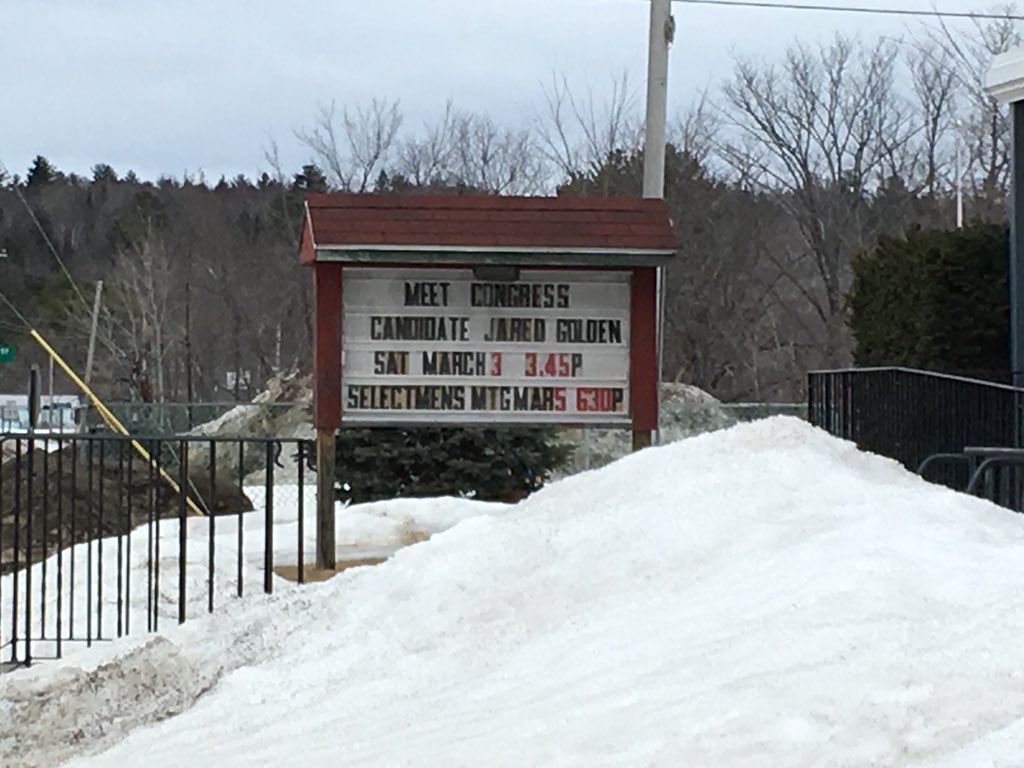 MEET CONGRESS
CANDIDATE JARED GOLDEN
SAT MARCH 3 3.45P
SELECTMENS MTG MAR5 630P